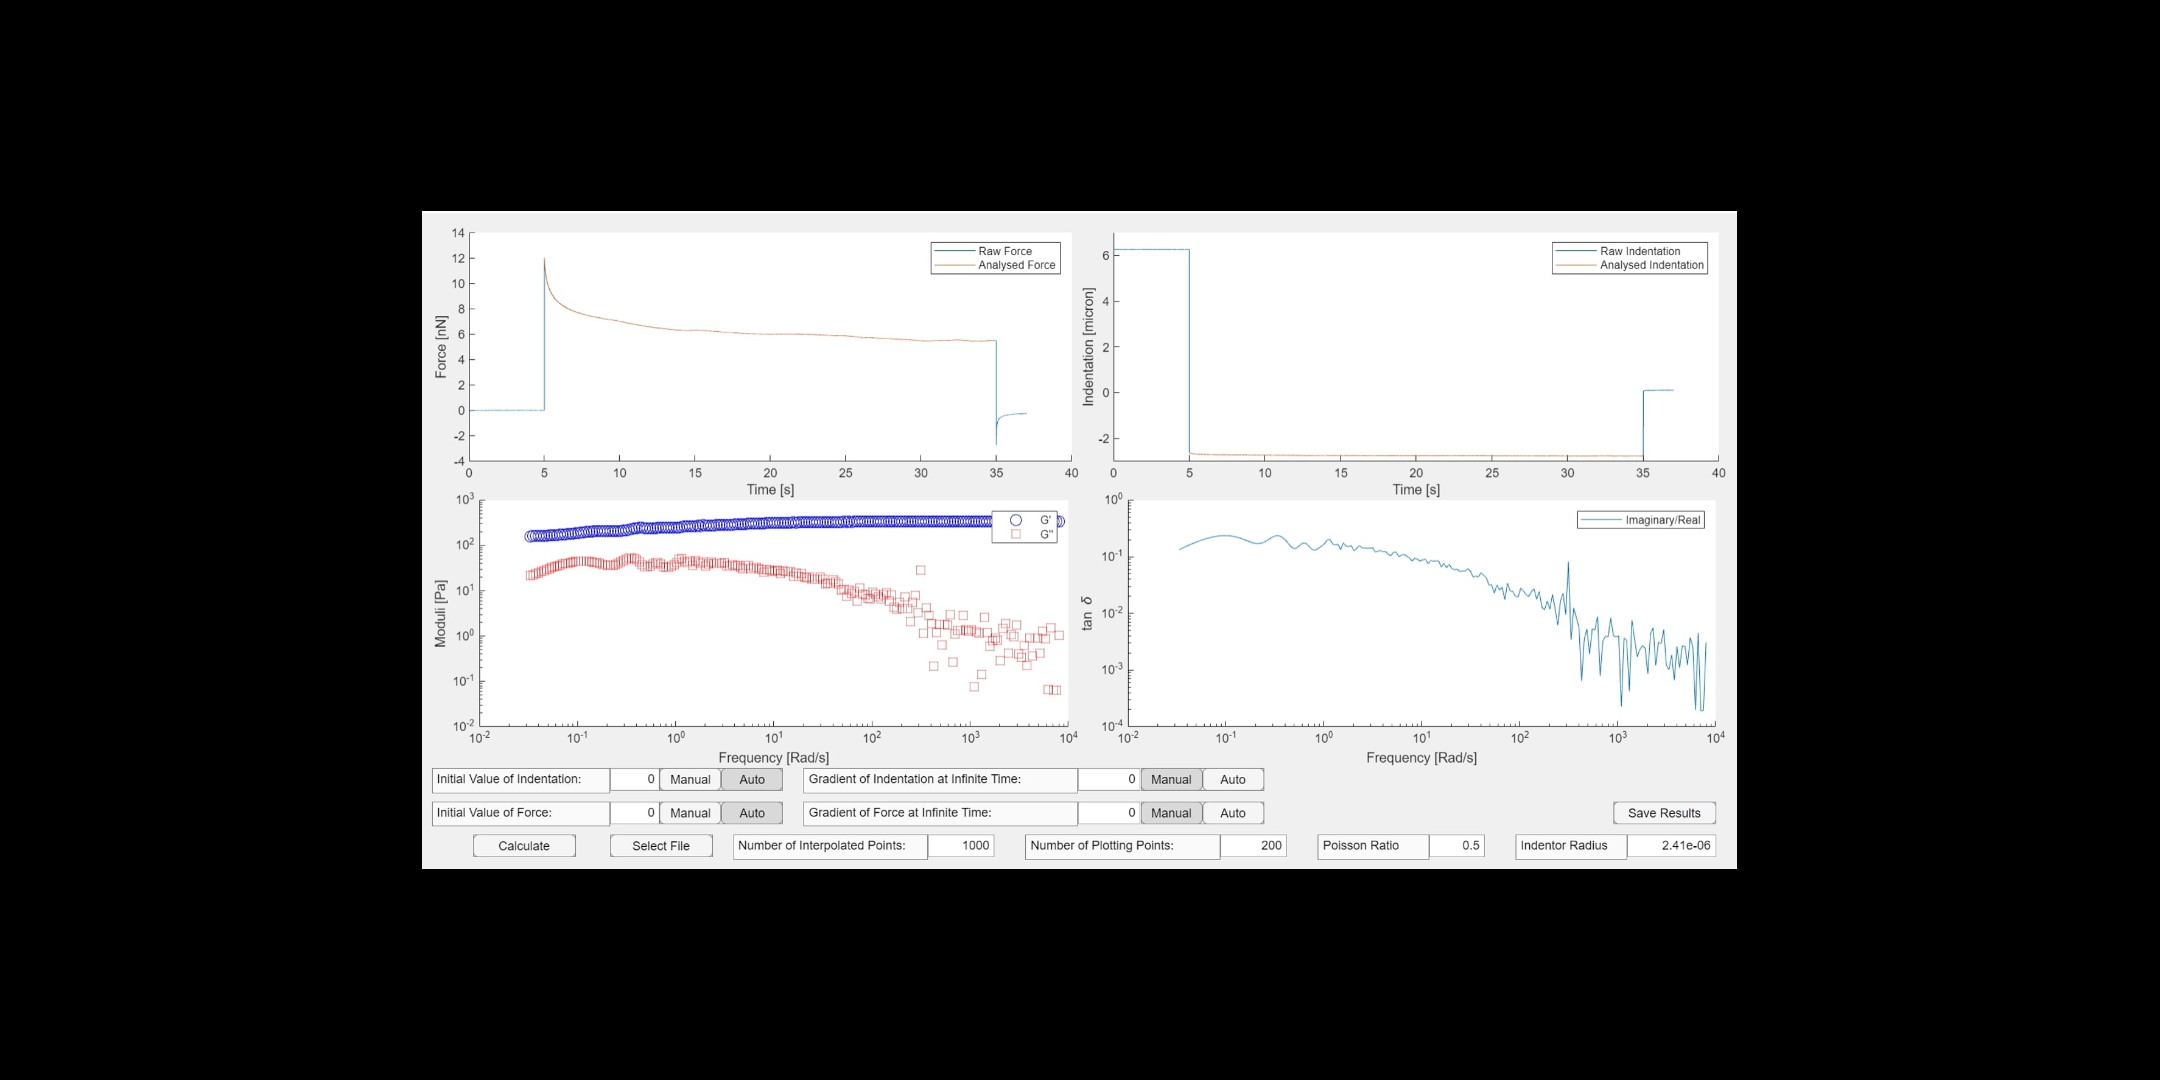 14
12
10
8
6
4
2
0
-2
-4
Force [nN]
Raw Force
Analysed Force
0 5 10 15 20 25 30 35 40
Time [s]
6
4
2
0
-2
Indentation [micron]
Raw Indentation
Analysed Indentation
0 5 10 15 20 25 30 35 40
Time [s]
10^3
10^2
10^1
10^0
10^-1
10^-2
Moduli [Pa]
G'
G"
10^-2 10^-1 10^0 10^1 10^2 10^3 10^4
Frequency [Rad/s]
10^0
10^-1
10^-2
10^-3
10^-4
tan δ
Imaginary/Real
10^-2 10^-1 10^0 10^1 10^2 10^3 10^4
Frequency [Rad/s]
Initial Value of Indentation: 0 Manual Auto Gradient of Indentation at Infinite Time: 0 Manual Auto
Initial Value of Force: 0 Manual Auto Gradient of Force at Infinite Time: 0 Manual Auto Save Results
Calculate Select File Number of Interpolated Points: 1000 Number of Plotting Points: 200 Poisson Ratio 0.5 Indentor Radius 2.41e-06